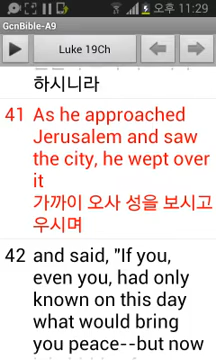 오후 11:29
GcnBible-A9
Luke 19Ch
하시니라
41 As he approached
Jerusalem and saw
the city, he wept over
it
가까이 오사 성을 보시고
우시며
42 and said, "If you,
even you, had only
known on this day
what would bring
you peace--but now